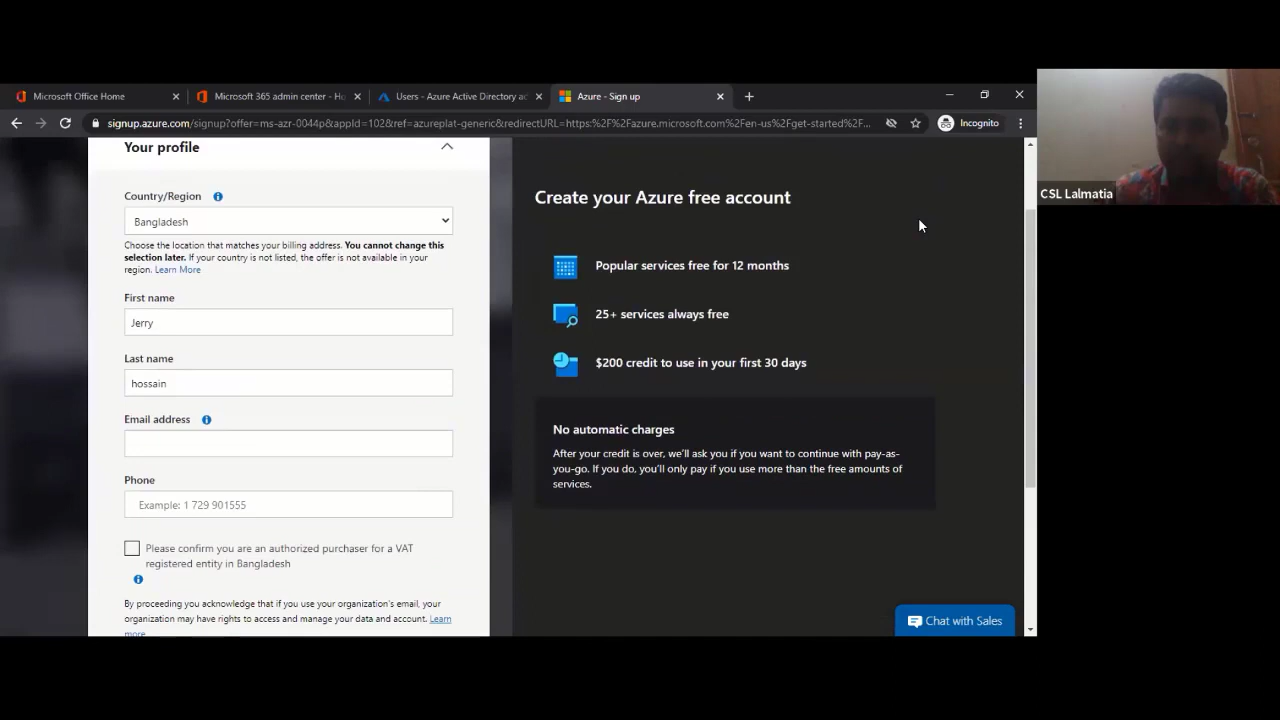 Microsoft Office Home
Microsoft 365 admin center - Ho
Users - Azure Active Directory ac
Azure - Sign up
signup.azure.com/signup?offer=ms-azr-0044p&appId=102&ref=azureplat-generic&redirectURL=https:%2F%2Fazure.microsoft.com%2Fen-us%2Fget-started%2F...
Incognito
CSL Lalmatia
Your profile
Country/Region
Bangladesh
Choose the location that matches your billing address. You cannot change this
selection later. If your country is not listed, the offer is not available in your
region. Learn More
First name
Jerry
Last name
hossain
Email address
Phone
Example: 1 729 901555
Please confirm you are an authorized purchaser for a VAT
registered entity in Bangladesh
By proceeding you acknowledge that if you use your organization's email, your
organization may have rights to access and manage your data and account. Learn
more
Create your Azure free account
Popular services free for 12 months
25+ services always free
$200 credit to use in your first 30 days
No automatic charges
After your credit is over, we'll ask you if you want to continue with pay-as-
you-go. If you do, you'll only pay if you use more than the free amounts of
services.
Chat with Sales